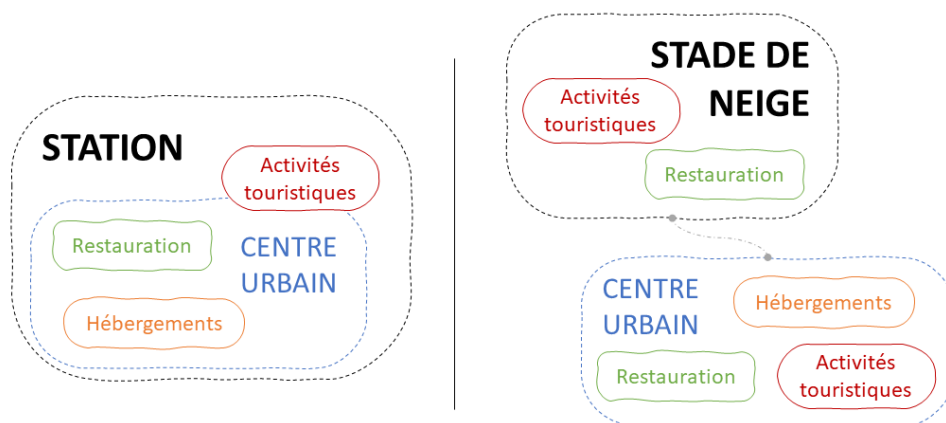 STATION
Activités
touristiques
Restauration
CENTRE
URBAIN
Hébergements
STADE DE
NEIGE
Activités
touristiques
Restauration
CENTRE
URBAIN
Hébergements
Restauration
Activités
touristiques